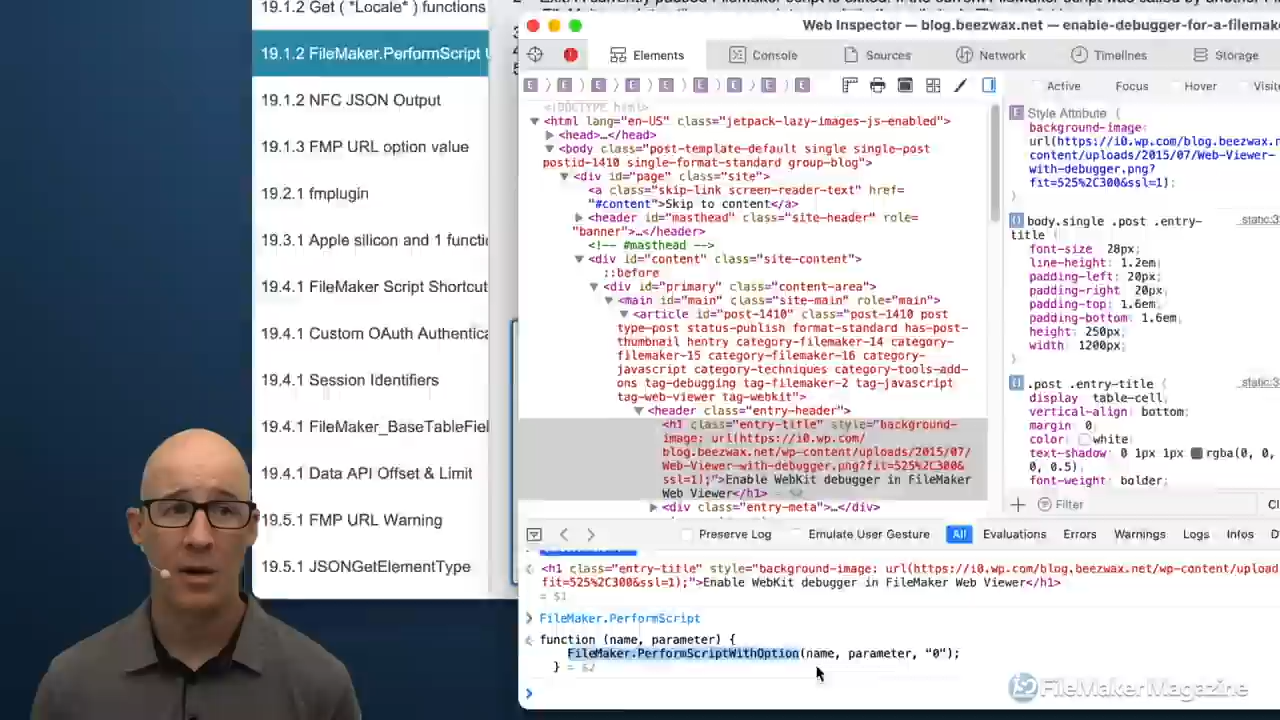 19.1.2 Get ( *Locale* ) functions
19.1.2 FileMaker.PerformScript
19.1.2 NFC JSON Output
19.1.3 FMP URL option value
19.2.1 fmplugin
19.3.1 Apple silicon and 1 functi
19.4.1 FileMaker Script Shortcut
19.4.1 Custom OAuth Authentica
19.4.1 Session Identifiers
19.4.1 FileMaker_BaseTableFiel
19.4.1 Data API Offset & Limit
19.5.1 FMP URL Warning
19.5.1 JSONGetElementType
Web Inspector — blog.beezwax.net — enable-debugger-for-a-filemake
Elements Console Sources Network Timelines Storage
E E E E E E E E E
<!DOCTYPE html>
<html lang="en-US" class="jetpack-lazy-images-js-enabled">
<head>…</head>
<body class="post-template-default single single-post
postid-1410 single-format-standard group-blog">
<div id="page" class="site">
<a class="skip-link screen-reader-text" href=
"#content">Skip to content</a>
<header id="masthead" class="site-header" role=
"banner">…</header>
<!-- #masthead -->
<div id="content" class="site-content">
::before
<div id="primary" class="content-area">
<main id="main" class="site-main" role="main">
<article id="post-1410" class="post-1410 post
type-post status-publish format-standard has-post-
thumbnail hentry category-filemaker-14 category-
filemaker-15 category-filemaker-16 category-
javascript category-techniques category-tools-add-
ons tag-debugging tag-filemaker-2 tag-javascript
tag-web-viewer tag-webkit">
<header class="entry-header">
<h1 class="entry-title" style="background-
image: url(https://i0.wp.com/
blog.beezwax.net/wp-content/uploads/2015/07/
Web-Viewer-with-debugger.png?fit=525%2C300&
ssl=1);">Enable WebKit debugger in FileMaker
Web Viewer</h1> = $0
<div class="entry-meta">…</div>
Active Focus Hover Visite
E Style Attribute {
background-image:
url(https://i0.wp.com/blog.beezwax.n
content/uploads/2015/07/Web-Viewer-
with-debugger.png?
fit=525%2C300&ssl=1);
}
body.single .post .entry-
title { static:3
font-size 28px;
line-height: 1.2em;
padding-left: 20px;
padding-right 20px;
padding-top: 1.6em;
padding-bottom: 1.6em;
height: 250px;
width: 1200px;
}
.post .entry-title { static:3
display table-cell;
vertical-align: bottom;
margin 0;
color: white;
text-shadow: 0 1px 1px rgba(0, 0,
0, 0.5);
font-weight: bolder;
Filter
Preserve Log Emulate User Gesture All Evaluations Errors Warnings Logs Infos
<h1 class="entry-title" style="background-image: url(https://i0.wp.com/blog.beezwax.net/wp-content/upload
fit=525%2C300&ssl=1);">Enable WebKit debugger in FileMaker Web Viewer</h1>
= $1
FileMaker.PerformScript
function (name, parameter) {
FileMaker.PerformScriptWithOption(name, parameter, "0");
} = $2
FileMakerMagazine